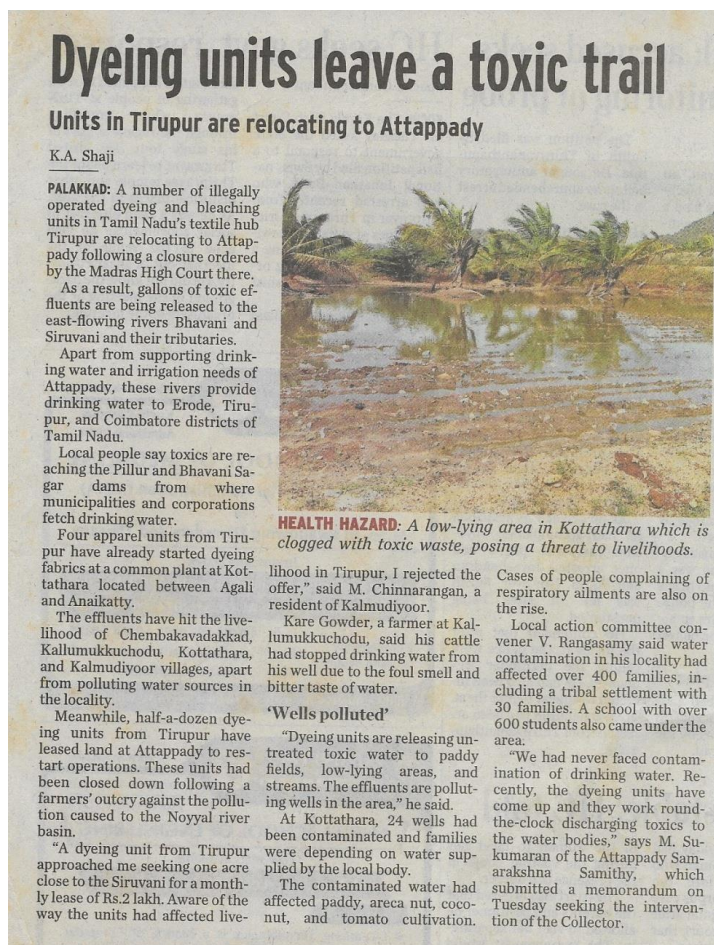 Dyeing units leave a toxic trail
Units in Tirupur are relocating to Attappady
K.A. Shaji
PALAKKAD: A number of illegally
operated dyeing and bleaching
units in Tamil Nadu's textile hub
Tirupur are relocating to Attap-
pady following a closure ordered
by the Madras High Court there.
As a result, gallons of toxic ef-
fluents are being released to the
east-flowing rivers Bhavani and
Siruvani and their tributaries.
Apart from supporting drink-
ing water and irrigation needs of
Attappady, these rivers provide
drinking water to Erode, Tiru-
pur, and Coimbatore districts of
Tamil Nadu.
Local people say toxics are re-
aching the Pillur and Bhavani Sa-
gar dams from where
municipalities and corporations
fetch drinking water.
Four apparel units from Tiru-
pur have already started dyeing
fabrics at a common plant at Kot-
tathara located between Agali
and Anaikatty.
The effluents have hit the live-
lihood of Chembakavadakkad,
Kallumukkuchodu, Kottathara,
and Kalmudiyoor villages, apart
from polluting water sources in
the locality.
Meanwhile, half-a-dozen dye-
ing units from Tirupur have
leased land at Attappady to res-
tart operations. These units had
been closed down following a
farmers' outcry against the pollu-
tion caused to the Noyyal river
basin.
"A dyeing unit from Tirupur
approached me seeking one acre
close to the Siruvani for a month-
ly lease of Rs.2 lakh. Aware of the
way the units had affected live-
HEALTH HAZARD: A low-lying area in Kottathara which is
clogged with toxic waste, posing a threat to livelihoods.
lihood in Tirupur, I rejected the
offer," said M. Chinnarangan, a
resident of Kalmudiyoor.
Kare Gowder, a farmer at Kal-
lumukkuchodu, said his cattle
had stopped drinking water from
his well due to the foul smell and
bitter taste of water.
'Wells polluted'
"Dyeing units are releasing un-
treated toxic water to paddy
fields, low-lying areas, and
streams. The effluents are pollut-
ing wells in the area," he said.
At Kottathara, 24 wells had
been contaminated and families
were depending on water sup-
plied by the local body.
The contaminated water had
affected paddy, areca nut, coco-
nut, and tomato cultivation.
Cases of people complaining of
respiratory ailments are also on
the rise.
Local action committee con-
vener V. Rangasamy said water
contamination in his locality had
affected over 400 families, in-
cluding a tribal settlement with
30 families. A school with over
600 students also came under the
area.
"We had never faced contam-
ination of drinking water. Re-
cently, the dyeing units have
come up and they work round-
the-clock discharging toxics to
the water bodies," says M. Su-
kumaran of the Attappady Sam-
arakshna Samithy, which
submitted a memorandum on
Tuesday seeking the interven-
tion of the Collector.